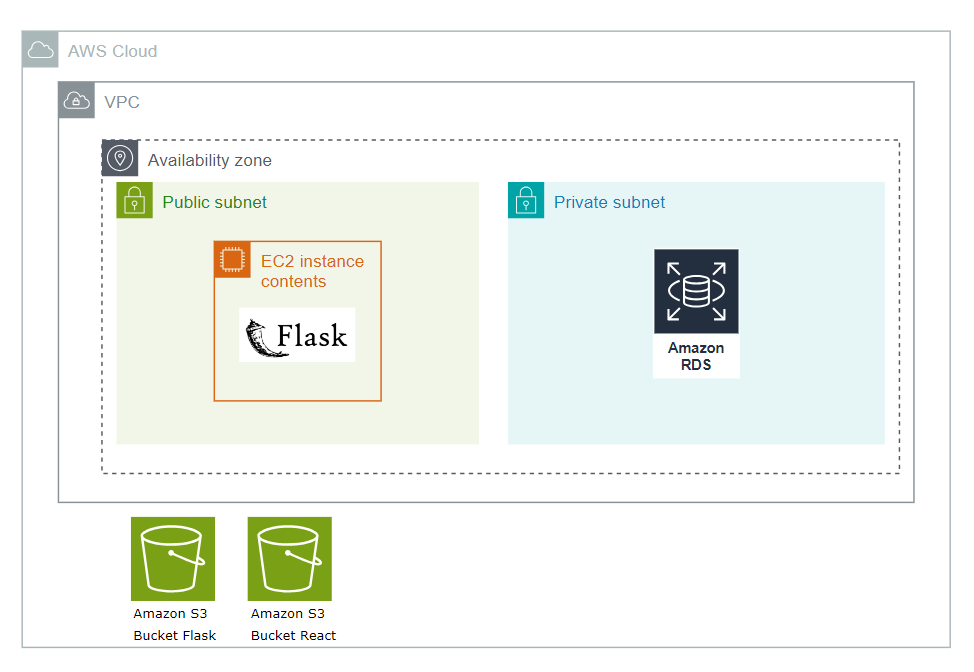 AWS Cloud
VPC
Availability zone
Public subnet
EC2 instance
contents
Flask
Private subnet
Amazon
RDS
Amazon S3
Bucket Flask
Amazon S3
Bucket React